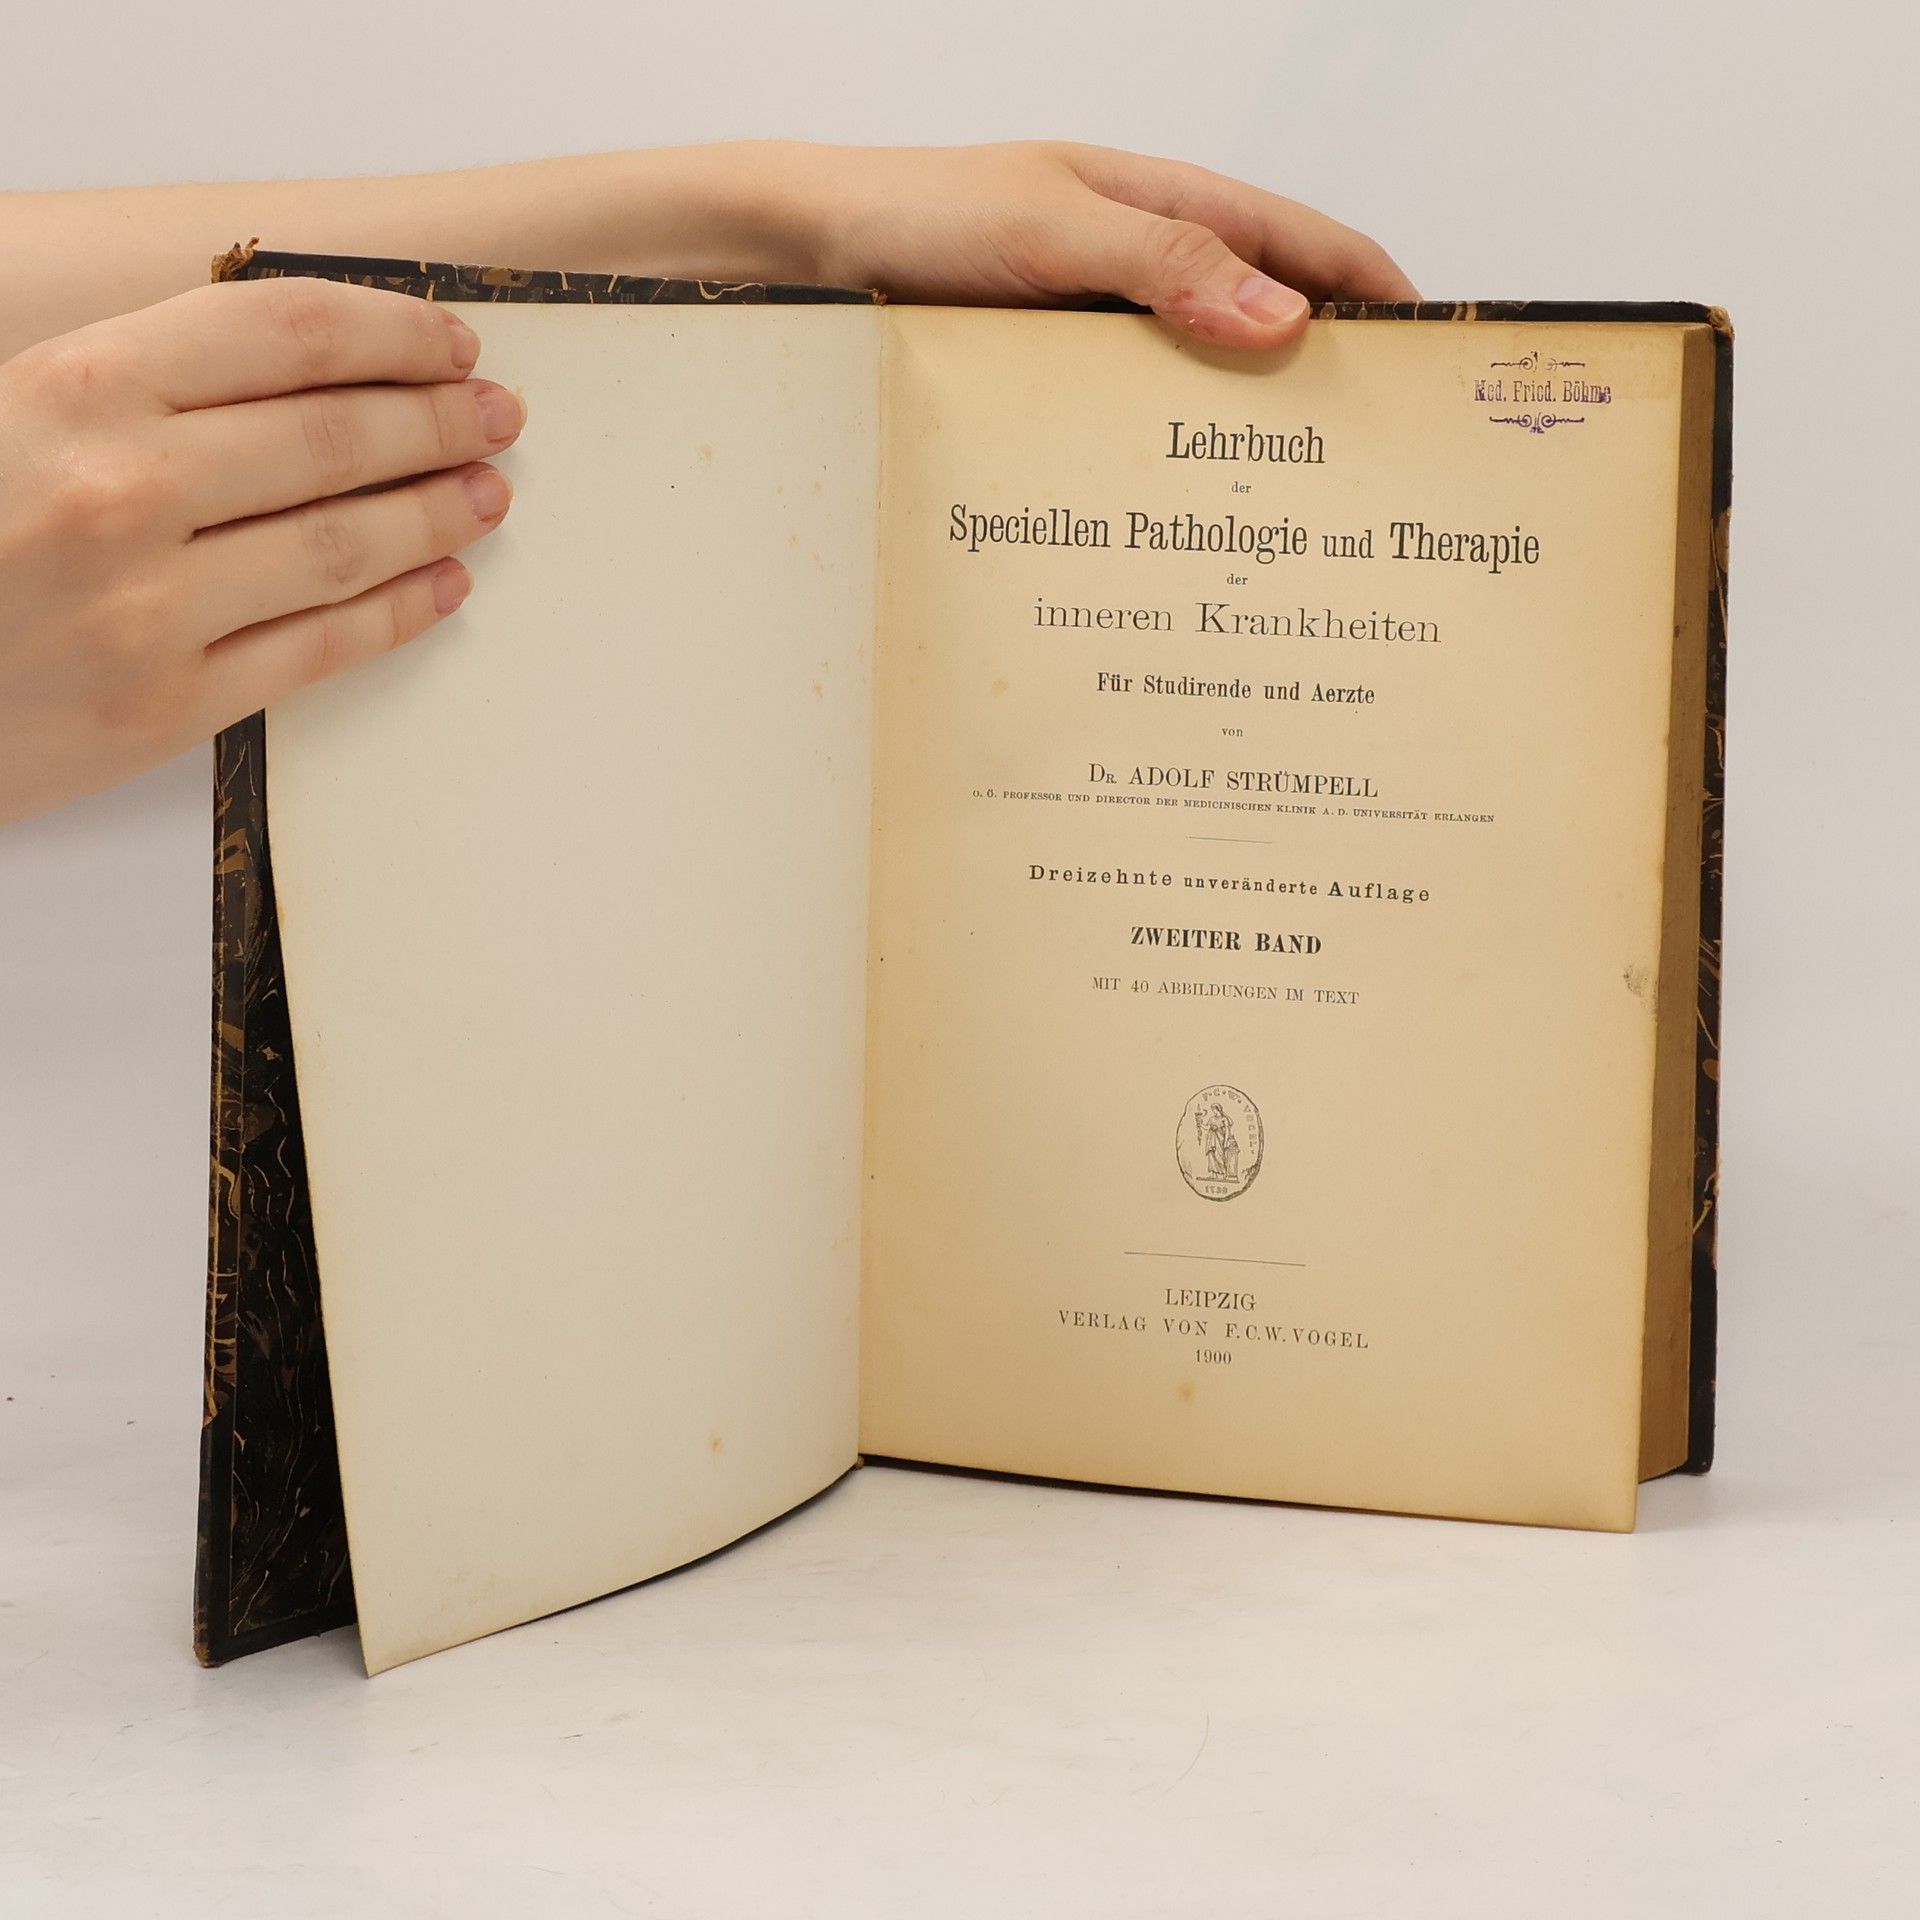 Med. Fried. Böhme
Lehrbuch
der
Speciellen Pathologie und Therapie
der
inneren Krankheiten
Für Studirende und Aerzte
von
DR. ADOLF STRÜMPELL
O. Ö. PROFESSOR UND DIRECTOR DER MEDICINISCHEN KLINIK A. D. UNIVERSITÄT ERLANGEN
Dreizehnte unveränderte Auflage
ZWEITER BAND
MIT 40 ABBILDUNGEN IM TEXT
F·C·W·VOGEL·
1730
LEIPZIG
VERLAG VON F.C.W. VOGEL
1900